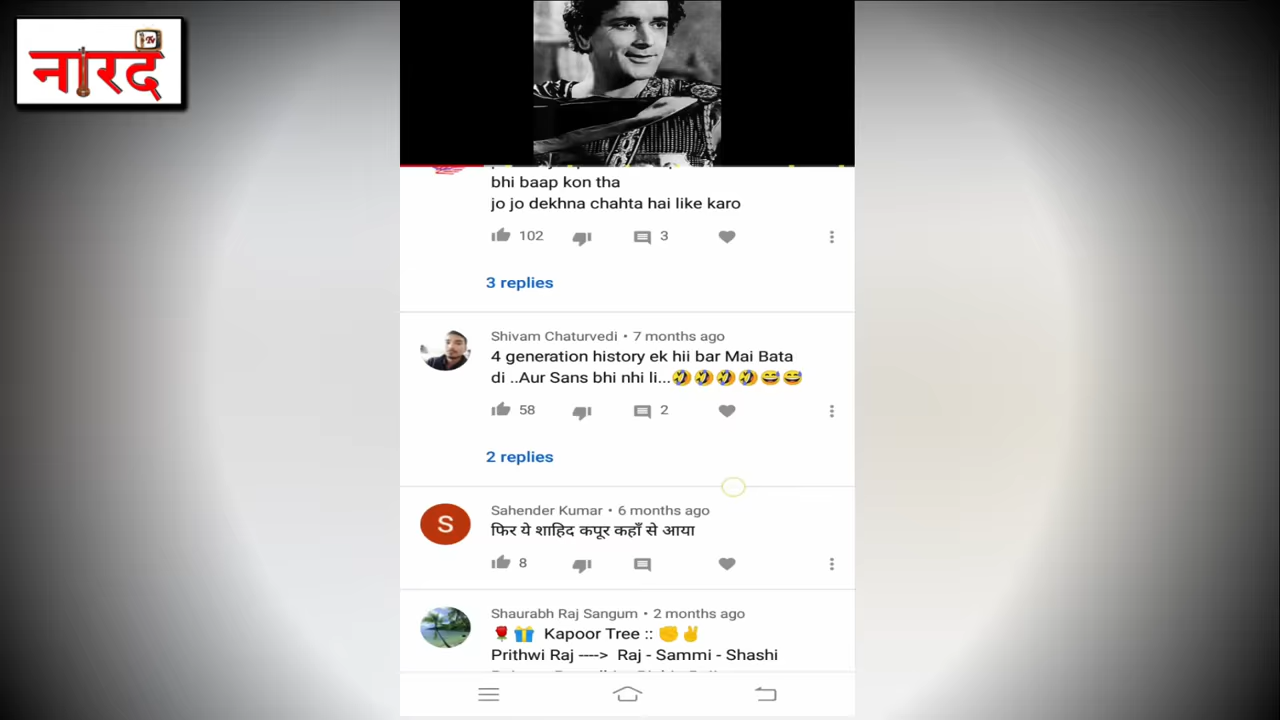 नारद
Tv
bhi baap kon tha
jo jo dekhna chahta hai like karo
102
3
3 replies
Shivam Chaturvedi • 7 months ago
4 generation history ek hii bar Mai Bata
di ..Aur Sans bhi nhi li...🤣🤣🤣🤣😅😅
58
2
2 replies
S
Sahender Kumar • 6 months ago
फिर ये शाहिद कपूर कहाँ से आया
8
Shaurabh Raj Sangum • 2 months ago
🌹🎁 Kapoor Tree :: ✊✌
Prithwi Raj ----> Raj - Sammi - Shashi